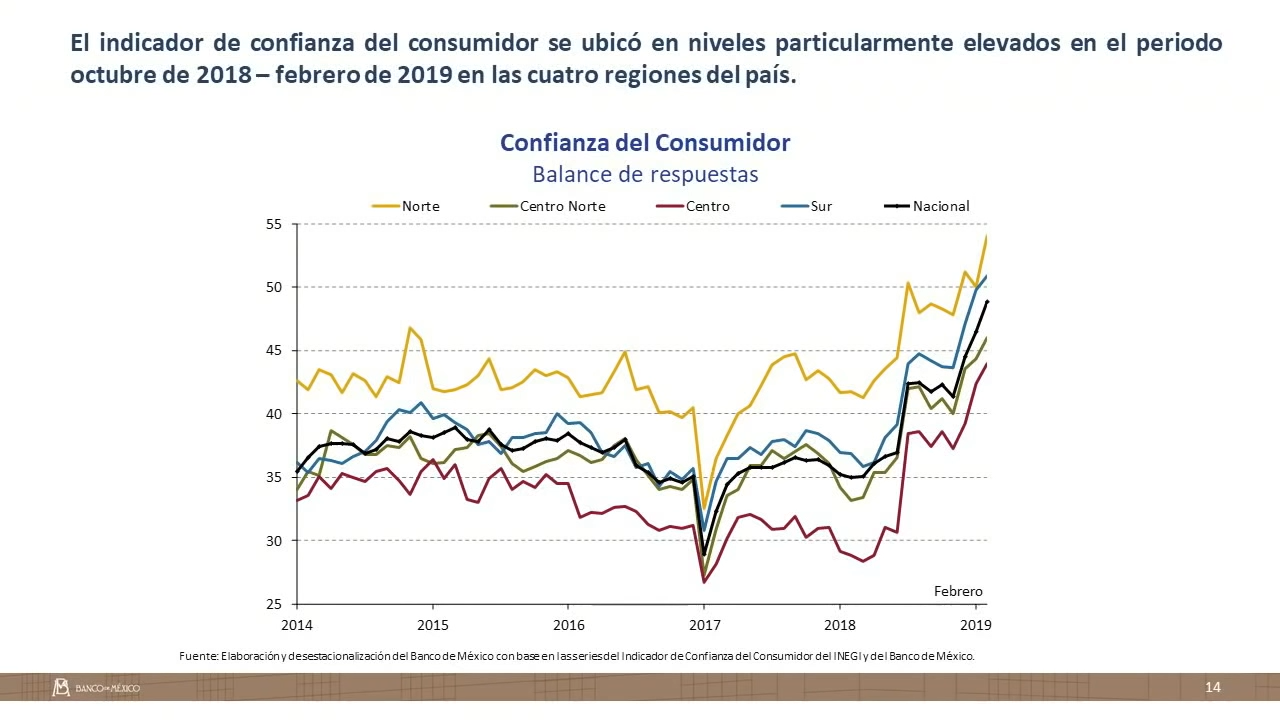 El indicador de confianza del consumidor se ubicó en niveles particularmente elevados en el periodo
octubre de 2018 – febrero de 2019 en las cuatro regiones del país.
Confianza del Consumidor
Balance de respuestas
Norte Centro Norte Centro Sur Nacional
55
50
45
40
35
30
25
Febrero
2014 2015 2016 2017 2018 2019
Fuente: Elaboración y desestacionalización del Banco de México con base en las series del Indicador de Confianza del Consumidor del INEGI y del Banco de México.
BANCO DE MÉXICO
14